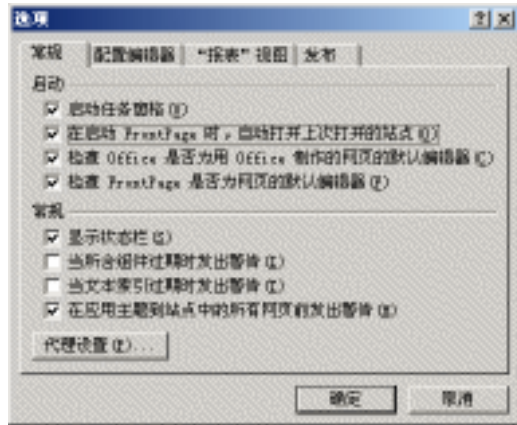 选项
常规 配置编辑器 "报表"视图 发布
启动
启动任务窗格(U)
在启动 FrontPage 时，自动打开上次打开的站点(O)
检查 Office 是否为用 Office 制作的网页的默认编辑器(C)
检查 FrontPage 是否为网页的默认编辑器(F)
常规
显示状态栏(S)
当所含组件过期时发出警告
当文本索引过期时发出警告
在应用主题到站点中的所有网页前发出警告
代理设置 ...
确定 取消